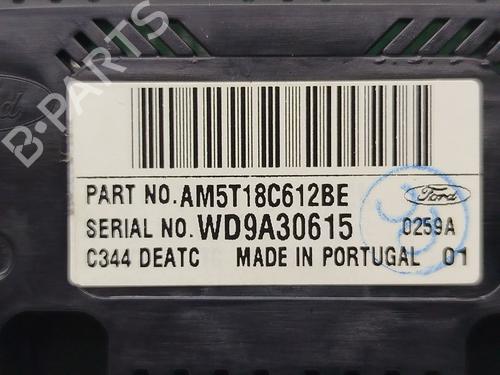 B-PARTS
Ford
PART NO. AM5T18C612BE
Ford
SERIAL NO. WD9A30615
0259A
C344 DEATC MADE IN PORTUGAL 01